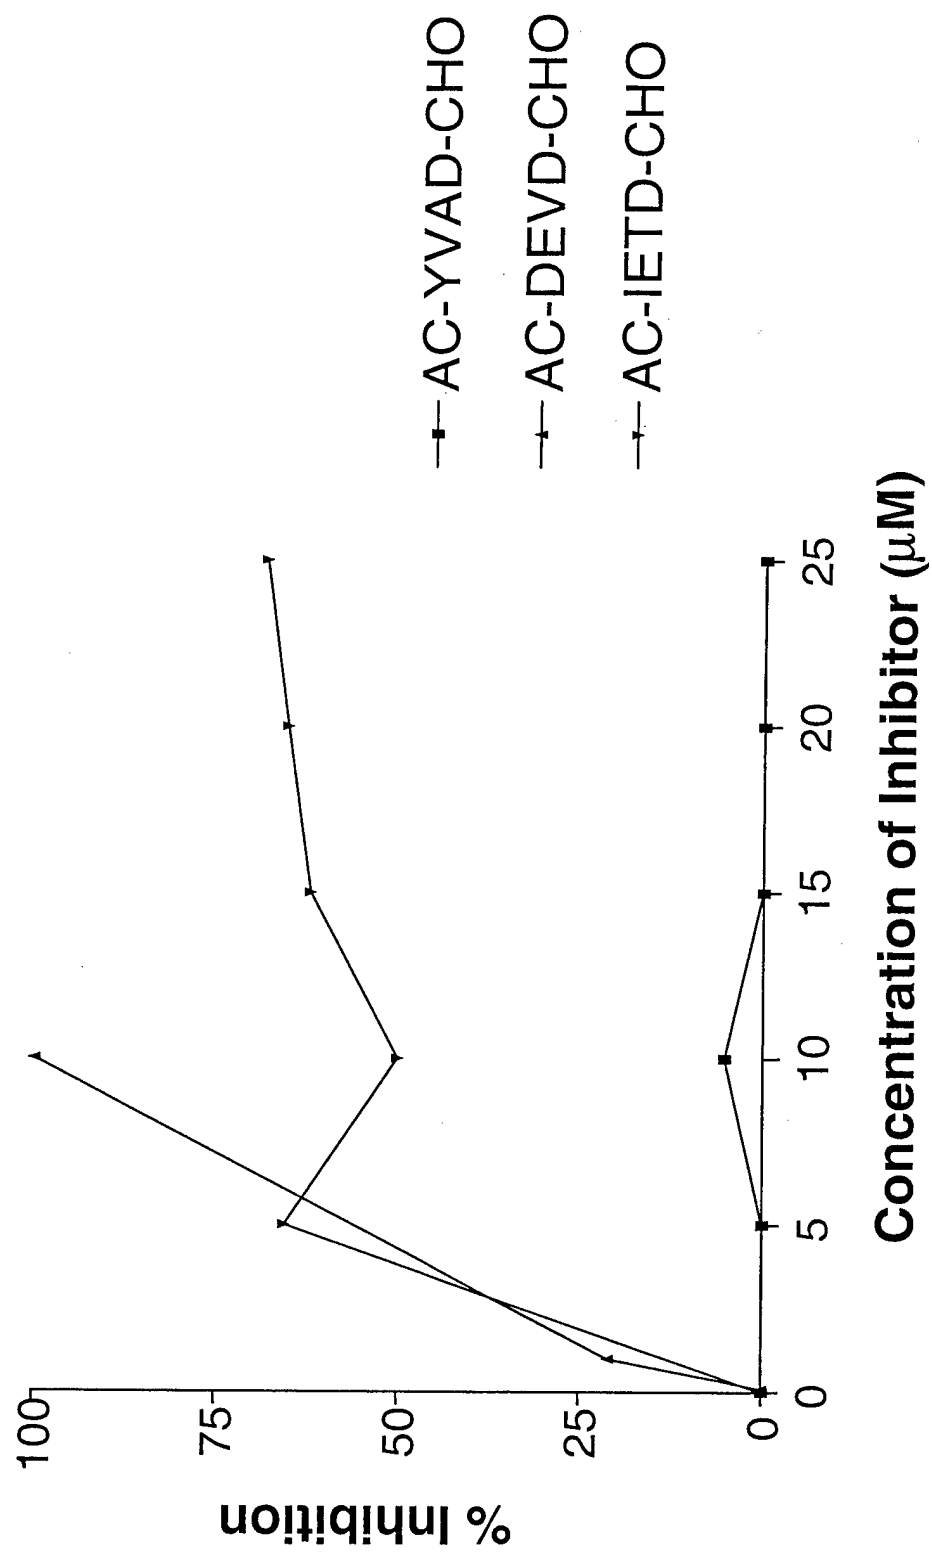 % Inhibition
100
75
50
25
0
0
5
10
15
20
25
Concentration of Inhibitor (μM)
AC-YVAD-CHO
AC-DEVD-CHO
AC-IETD-CHO